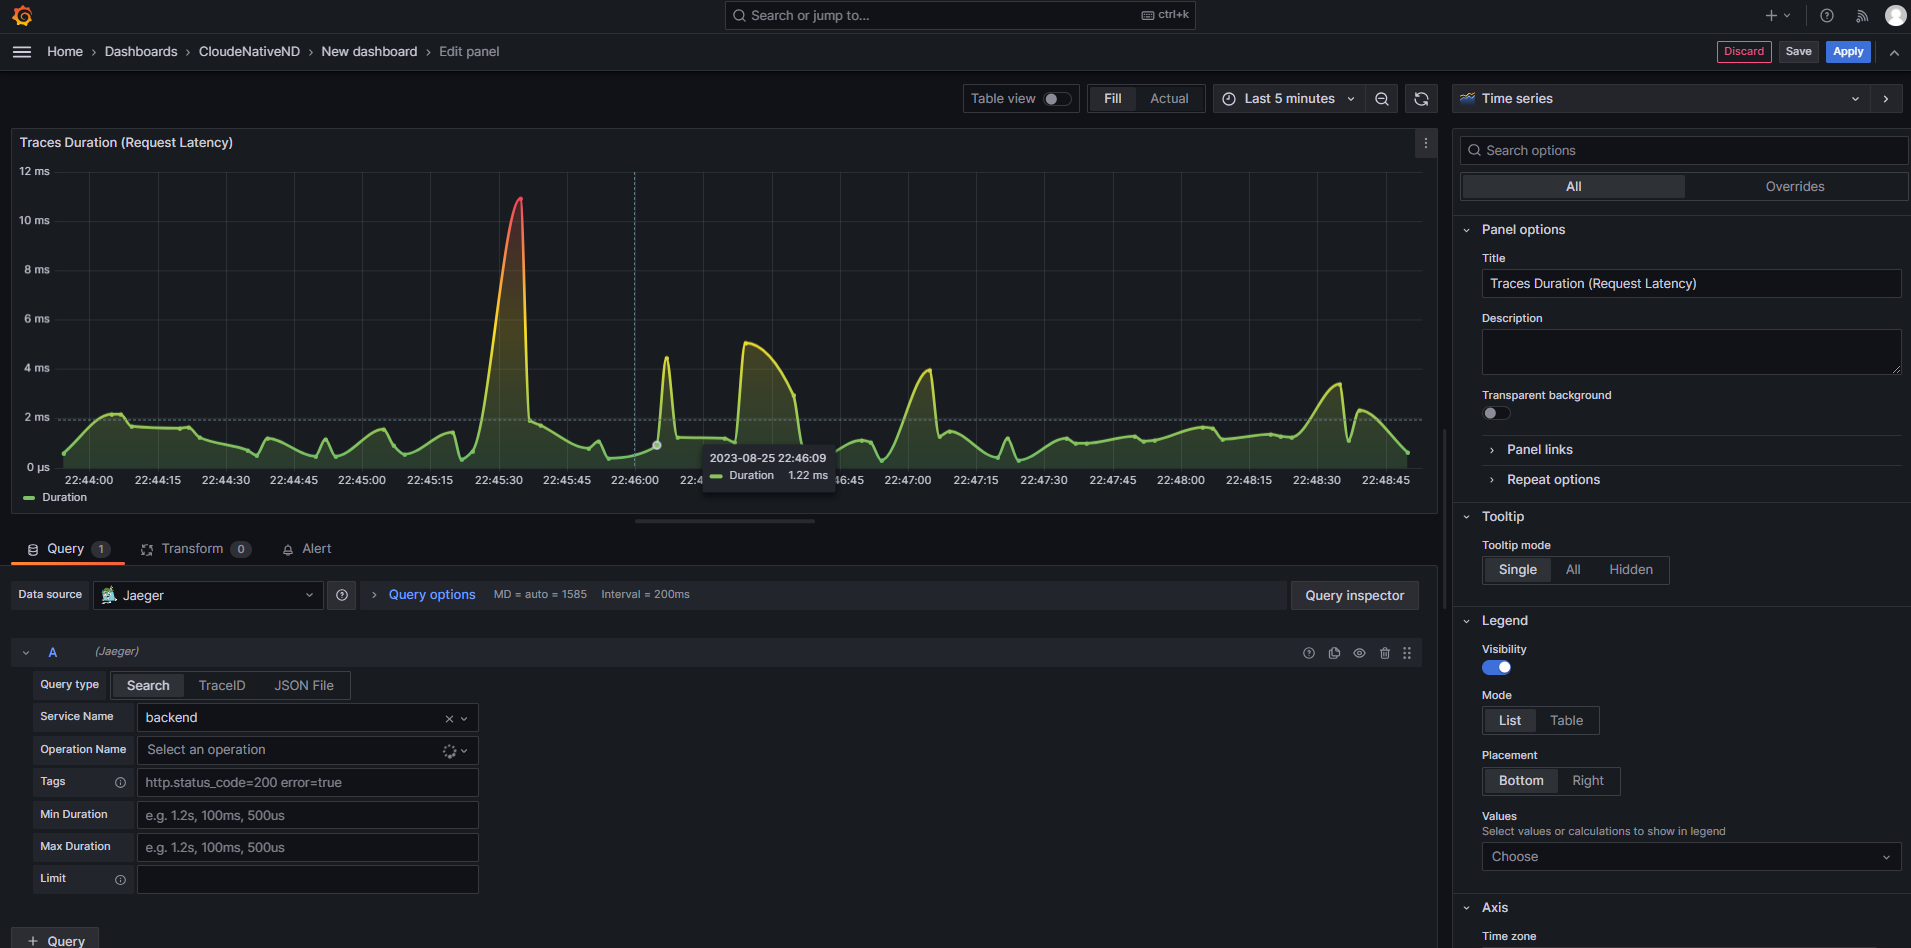 Search or jump to...
ctrl+k
Home › Dashboards › CloudeNativeND › New dashboard › Edit panel
Discard Save Apply
Table view Fill Actual Last 5 minutes Time series
Traces Duration (Request Latency)
12 ms
10 ms
8 ms
6 ms
4 ms
2 ms
0 µs
22:44:00 22:44:15 22:44:30 22:44:45 22:45:00 22:45:15 22:45:30 22:45:45 22:46:00 22:4 46:45 22:47:00 22:47:15 22:47:30 22:47:45 22:48:00 22:48:15 22:48:30 22:48:45
2023-08-25 22:46:09
Duration 1.22 ms
Duration
Query 1 Transform 0 Alert
Data source Jaeger Query options MD = auto = 1585 Interval = 200ms Query inspector
A (Jaeger)
Query type Search TraceID JSON File
Service Name backend
Operation Name Select an operation
Tags http.status_code=200 error=true
Min Duration e.g. 1.2s, 100ms, 500us
Max Duration e.g. 1.2s, 100ms, 500us
Limit
+ Query
Search options
All Overrides
Panel options
Title
Traces Duration (Request Latency)
Description
Transparent background
Panel links
Repeat options
Tooltip
Tooltip mode
Single All Hidden
Legend
Visibility
Mode
List Table
Placement
Bottom Right
Values
Select values or calculations to show in legend
Choose
Axis
Time zone